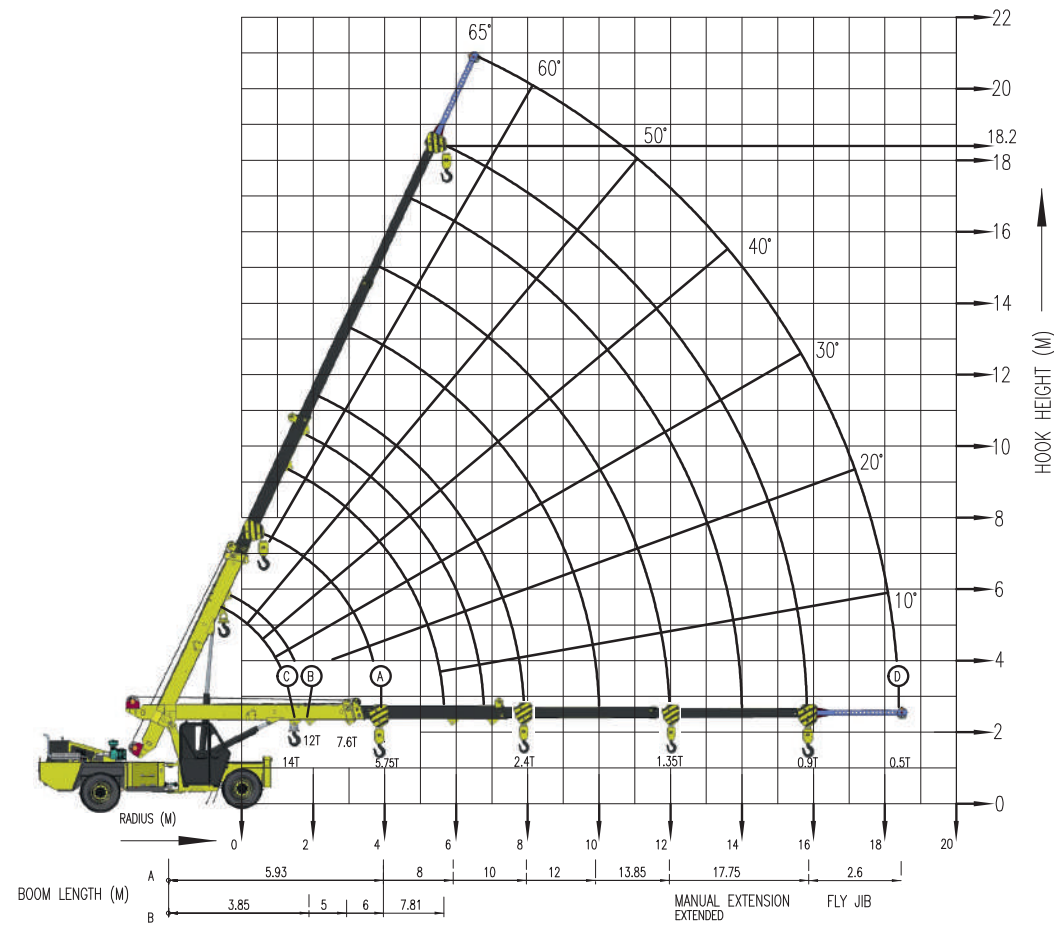 22
65°
60°
20
50°
18.2
18
16
40°
14
30°
12
HOOK HEIGHT (M)
10
20°
8
6
10°
4
C B A D
2
12T 7.6T
14T 5.75T 2.4T 1.35T 0.9T 0.5T
0
RADIUS (M)
0 2 4 6 8 10 12 14 16 18 20
A 5.93 8 10 12 13.85 17.75 2.6
BOOM LENGTH (M)
MANUAL EXTENSION FLY JIB
EXTENDED
B 3.85 5 6 7.81